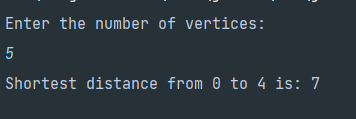 Enter the number of vertices:
5
Shortest distance from 0 to 4 is: 7